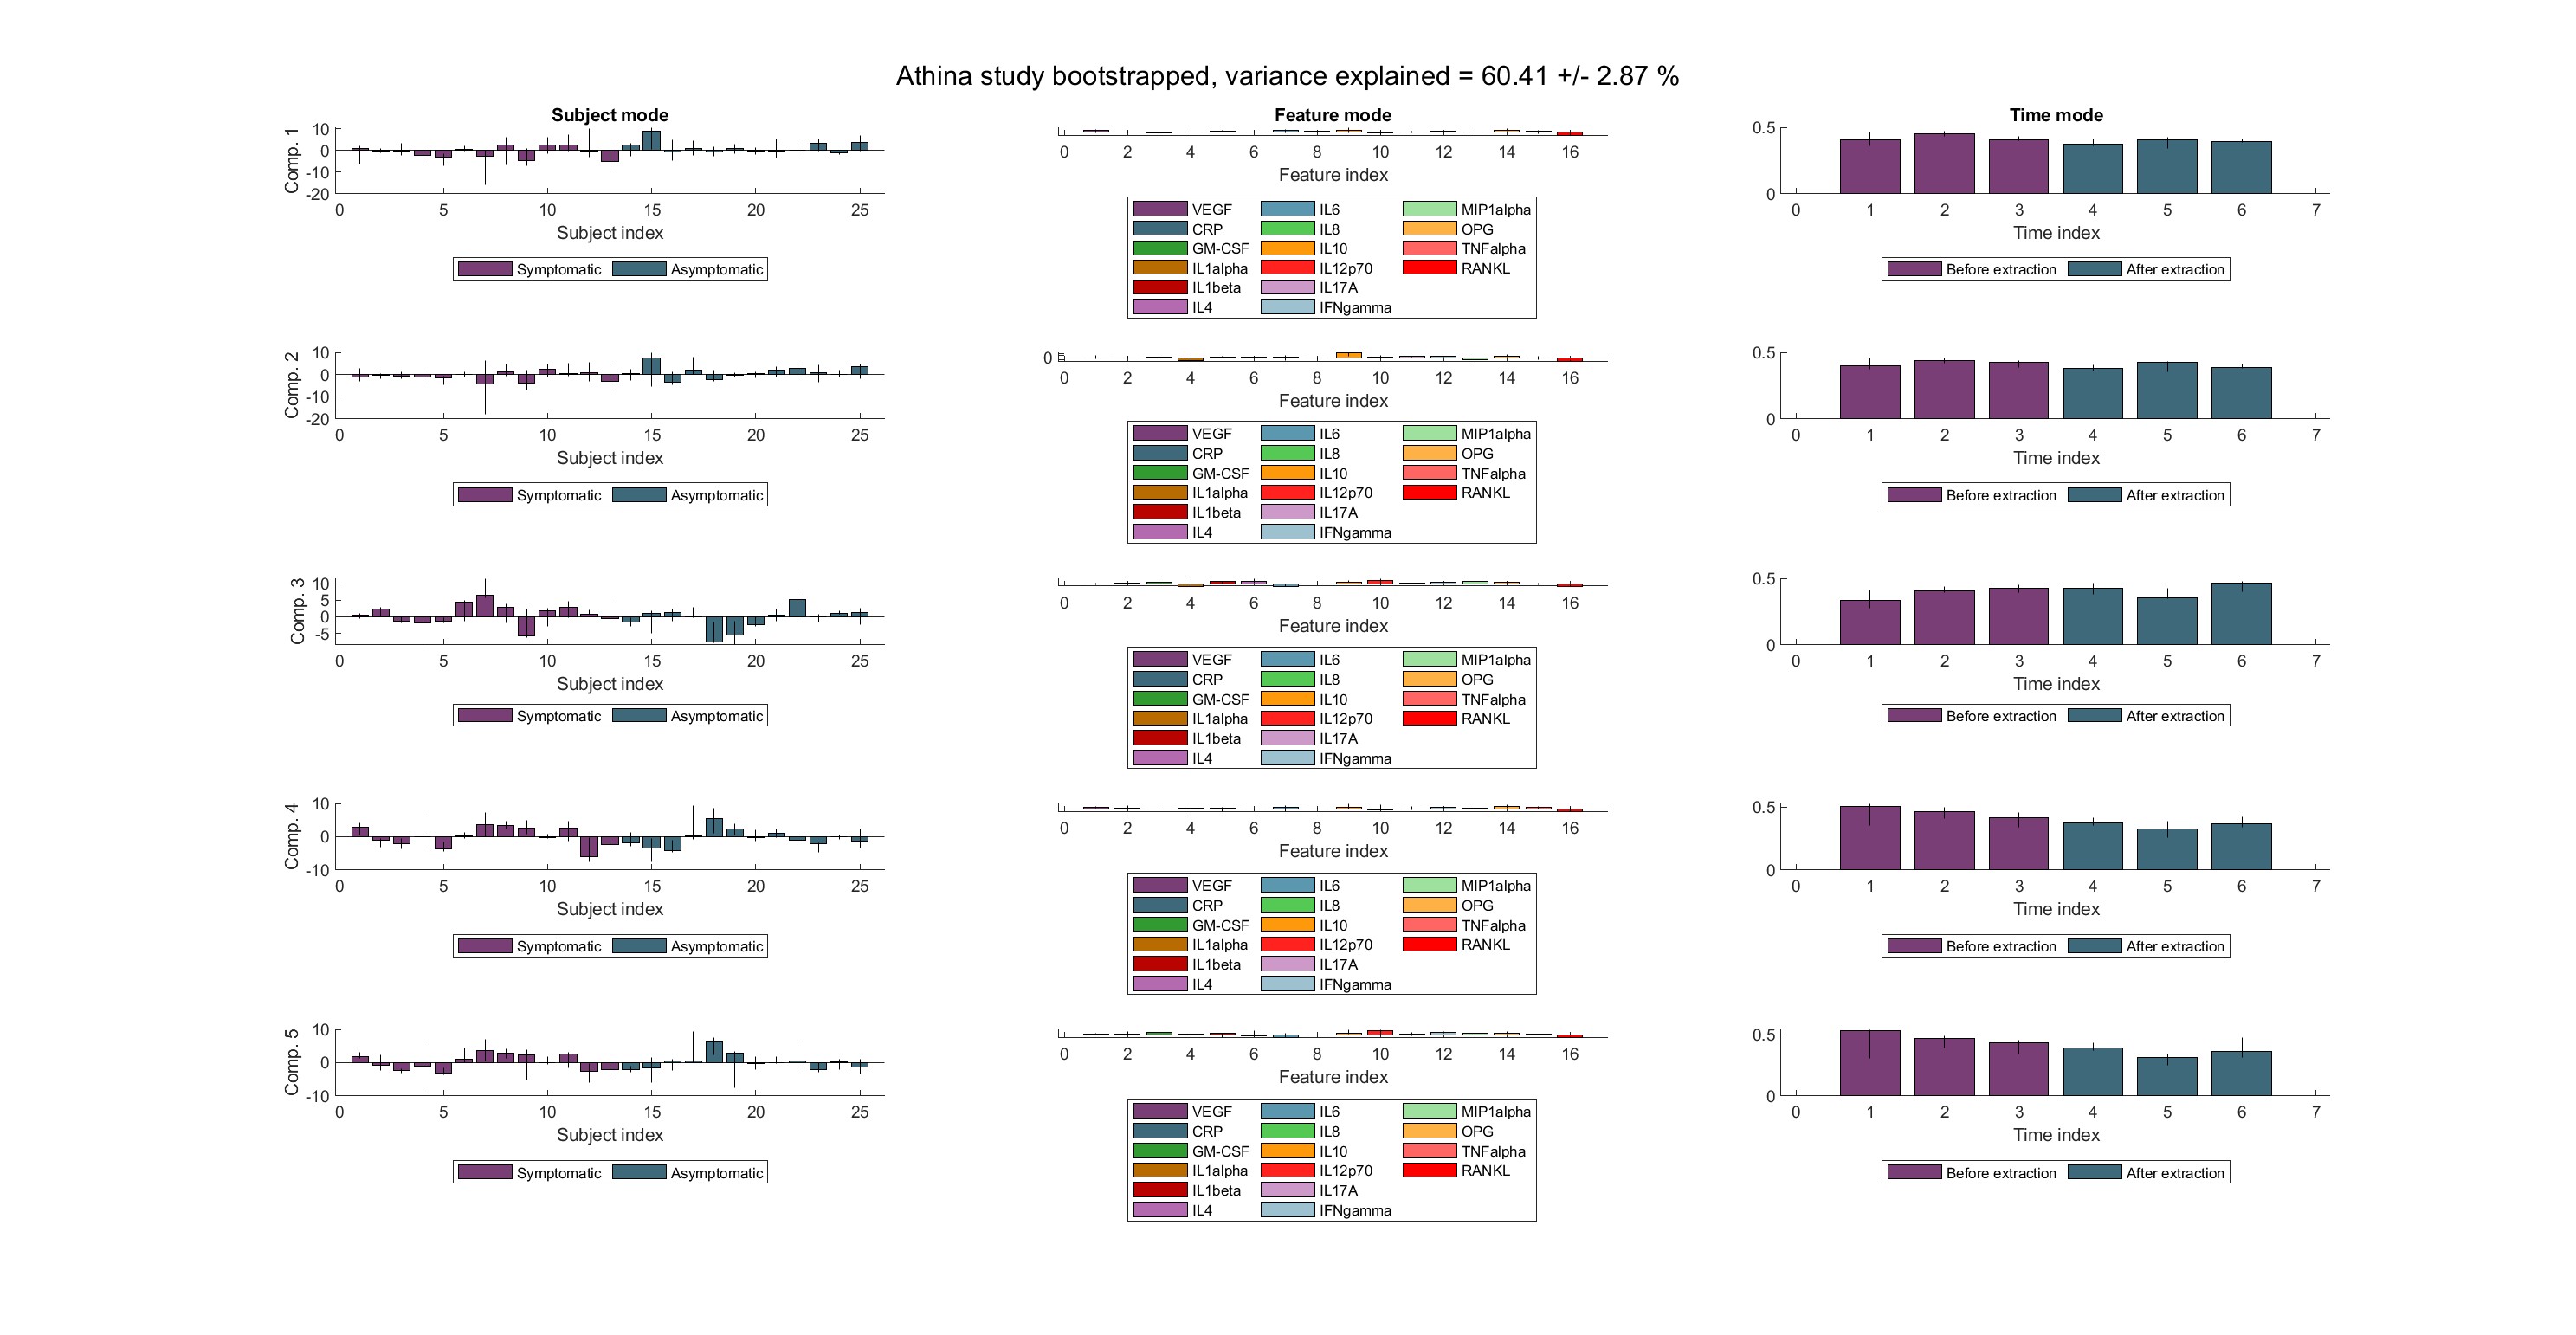 Athina study bootstrapped, variance explained = 60.41 +/- 2.87 %
Subject mode
Feature mode
Time mode
Comp. 1
10
0
-10
-20
0 5 10 15 20 25
Subject index
Symptomatic Asymptomatic
0 2 4 6 8 10 12 14 16
Feature index
VEGF IL6 MIP1alpha
CRP IL8 OPG
GM-CSF IL10 TNFalpha
IL1alpha IL12p70 RANKL
IL1beta IL17A
IL4 IFNgamma
0.5
0
0 1 2 3 4 5 6 7
Time index
Before extraction After extraction
Comp. 2
10
0
-10
-20
0 5 10 15 20 25
Subject index
Symptomatic Asymptomatic
0
0 2 4 6 8 10 12 14 16
Feature index
VEGF IL6 MIP1alpha
CRP IL8 OPG
GM-CSF IL10 TNFalpha
IL1alpha IL12p70 RANKL
IL1beta IL17A
IL4 IFNgamma
0.5
0
0 1 2 3 4 5 6 7
Time index
Before extraction After extraction
Comp. 3
10
5
0
-5
0 5 10 15 20 25
Subject index
Symptomatic Asymptomatic
0 2 4 6 8 10 12 14 16
Feature index
VEGF IL6 MIP1alpha
CRP IL8 OPG
GM-CSF IL10 TNFalpha
IL1alpha IL12p70 RANKL
IL1beta IL17A
IL4 IFNgamma
0.5
0
0 1 2 3 4 5 6 7
Time index
Before extraction After extraction
Comp. 4
10
0
-10
0 5 10 15 20 25
Subject index
Symptomatic Asymptomatic
0 2 4 6 8 10 12 14 16
Feature index
VEGF IL6 MIP1alpha
CRP IL8 OPG
GM-CSF IL10 TNFalpha
IL1alpha IL12p70 RANKL
IL1beta IL17A
IL4 IFNgamma
0.5
0
0 1 2 3 4 5 6 7
Time index
Before extraction After extraction
Comp. 5
10
0
-10
0 5 10 15 20 25
Subject index
Symptomatic Asymptomatic
0 2 4 6 8 10 12 14 16
Feature index
VEGF IL6 MIP1alpha
CRP IL8 OPG
GM-CSF IL10 TNFalpha
IL1alpha IL12p70 RANKL
IL1beta IL17A
IL4 IFNgamma
0.5
0
0 1 2 3 4 5 6 7
Time index
Before extraction After extraction